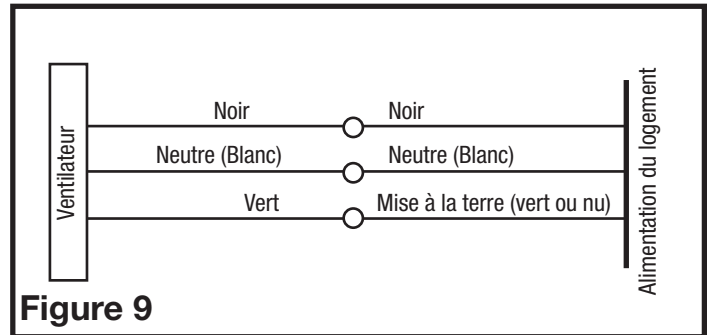 Ventilateur
Noir
Noir
Neutre (Blanc)
Neutre (Blanc)
Vert
Mise à la terre (vert ou nu)
Alimentation du logement
Figure 9